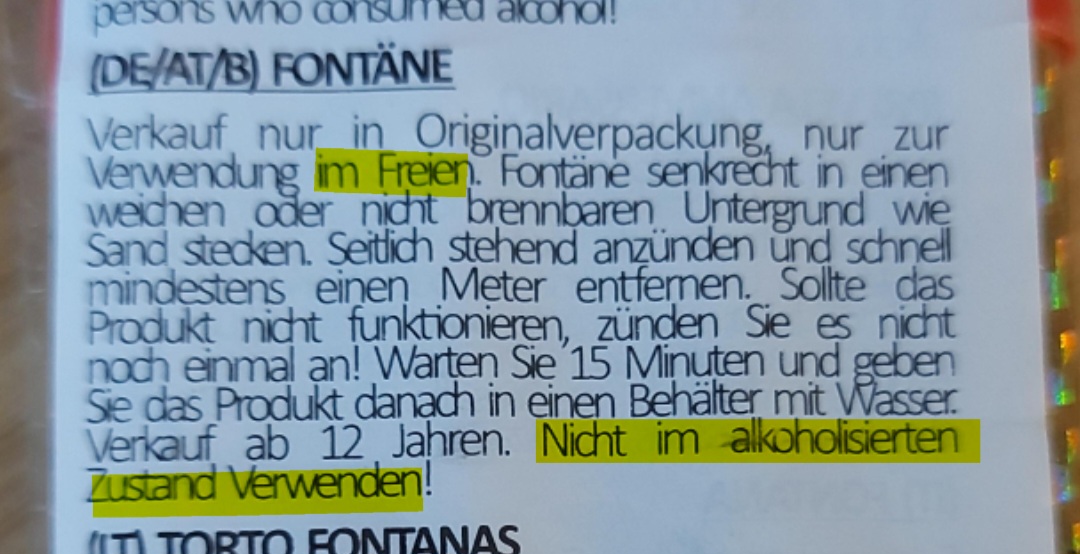 persons who consumed alcohol!
(DE/AT/B) FONTÄNE
Verkauf nur in Originalverpackung, nur zur
Verwendung im Freien. Fontäne senkrecht in einen
weichen oder nicht brennbaren Untergrund wie
Sand stecken. Seitlich stehend anzünden und schnell
mindestens einen Meter entfernen. Sollte das
Produkt nicht funktionieren, zünden Sie es nicht
noch einmal an! Warten Sie 15 Minuten und geben
Sie das Produkt danach in einen Behälter mit Wasser.
Verkauf ab 12 Jahren. Nicht im alkoholisierten
Zustand Verwenden!
(LT) TORTO FONTANAS